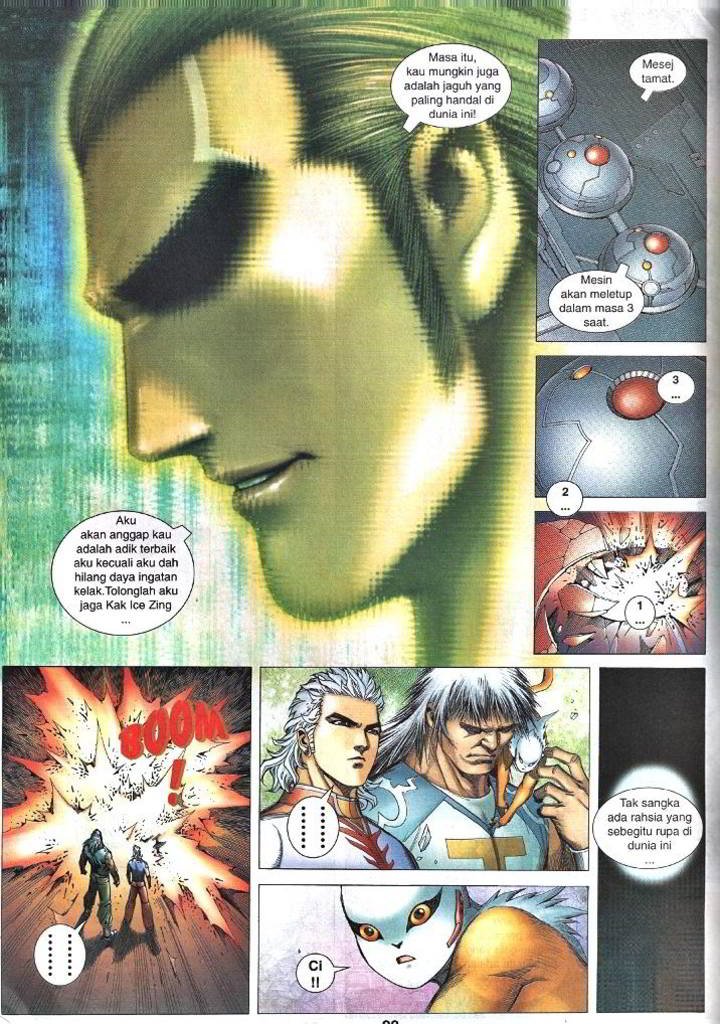 Masa itu,
kau mungkin juga
adalah jaguh yang
paling handal di
dunia ini!
Aku
akan anggap kau
adalah adik terbaik
aku kecuali aku dah
hilang daya ingatan
kelak.Tolonglah aku
jaga Kak Ice Zing
...
Mesej
tamat.
Mesin
akan meletup
dalam masa 3
saat.
3
...
2
...
1
...
BOOM
!
......
......
Ci
!!
Tak sangka
ada rahsia yang
sebegitu rupa di
dunia ini
...